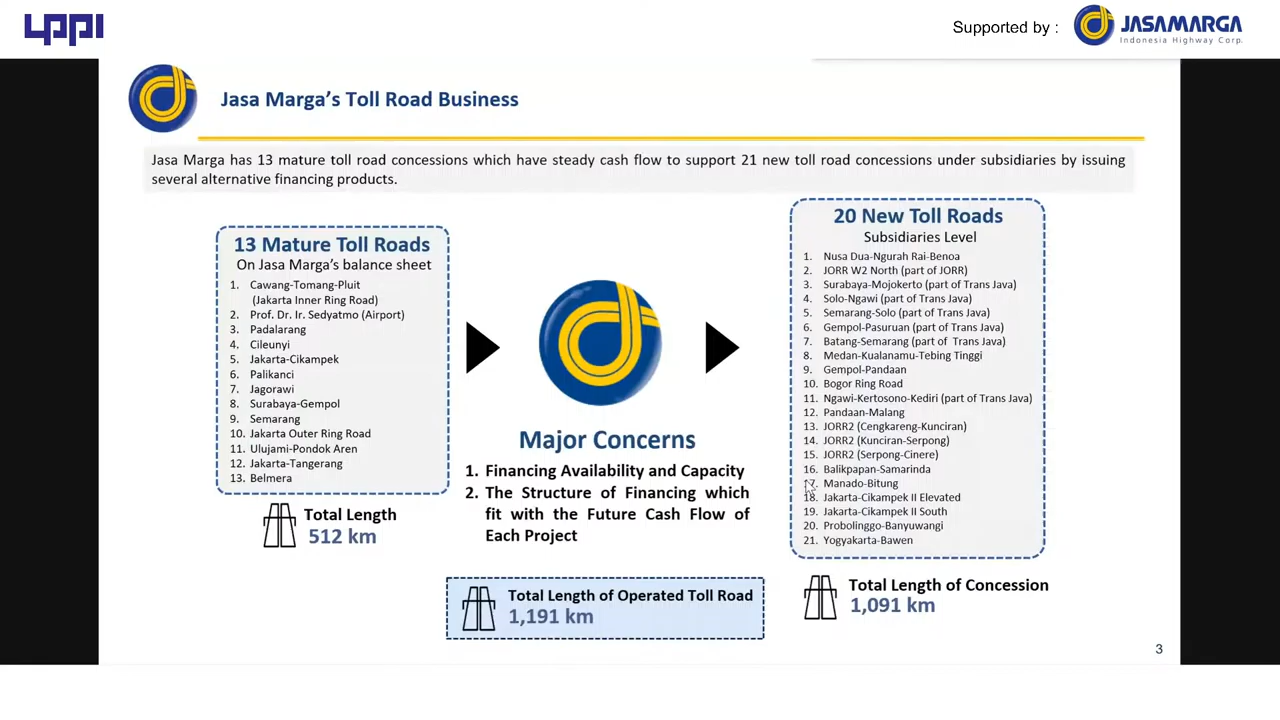 LPPI
Supported by :
JASAMARGA
Indonesia Highway Corp.
Jasa Marga’s Toll Road Business
Jasa Marga has 13 mature toll road concessions which have steady cash flow to support 21 new toll road concessions under subsidiaries by issuing
several alternative financing products.
13 Mature Toll Roads
On Jasa Marga’s balance sheet
1. Cawang-Tomang-Pluit
(Jakarta Inner Ring Road)
2. Prof. Dr. Ir. Sedyatmo (Airport)
3. Padalarang
4. Cileunyi
5. Jakarta-Cikampek
6. Palikanci
7. Jagorawi
8. Surabaya-Gempol
9. Semarang
10. Jakarta Outer Ring Road
11. Ulujami-Pondok Aren
12. Jakarta-Tangerang
13. Belmera
Total Length
512 km
Major Concerns
1. Financing Availability and Capacity
2. The Structure of Financing which
fit with the Future Cash Flow of
Each Project
Total Length of Operated Toll Road
1,191 km
20 New Toll Roads
Subsidiaries Level
1. Nusa Dua-Ngurah Rai-Benoa
2. JORR W2 North (part of JORR)
3. Surabaya-Mojokerto (part of Trans Java)
4. Solo-Ngawi (part of Trans Java)
5. Semarang-Solo (part of Trans Java)
6. Gempol-Pasuruan (part of Trans Java)
7. Batang-Semarang (part of Trans Java)
8. Medan-Kualanamu-Tebing Tinggi
9. Gempol-Pandaan
10. Bogor Ring Road
11. Ngawi-Kertosono-Kediri (part of Trans Java)
12. Pandaan-Malang
13. JORR2 (Cengkareng-Kunciran)
14. JORR2 (Kunciran-Serpong)
15. JORR2 (Serpong-Cinere)
16. Balikpapan-Samarinda
17. Manado-Bitung
18. Jakarta-Cikampek II Elevated
19. Jakarta-Cikampek II South
20. Probolinggo-Banyuwangi
21. Yogyakarta-Bawen
Total Length of Concession
1,091 km
3